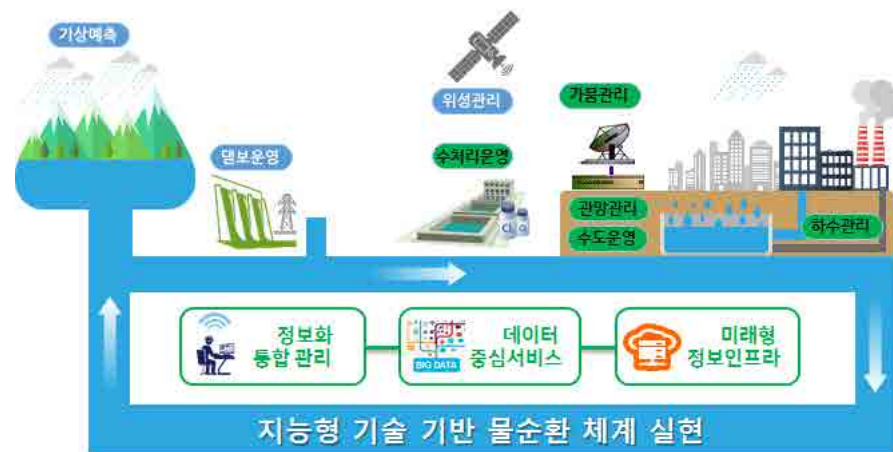 기상예측
위성관리
가뭄관리
댐보운영
수처리운영
관망관리
수도운영
하수관리
정보화
통합 관리
데이터
중심서비스
BIG DATA
미래형
정보인프라
지능형 기술 기반 물순환 체계 실현